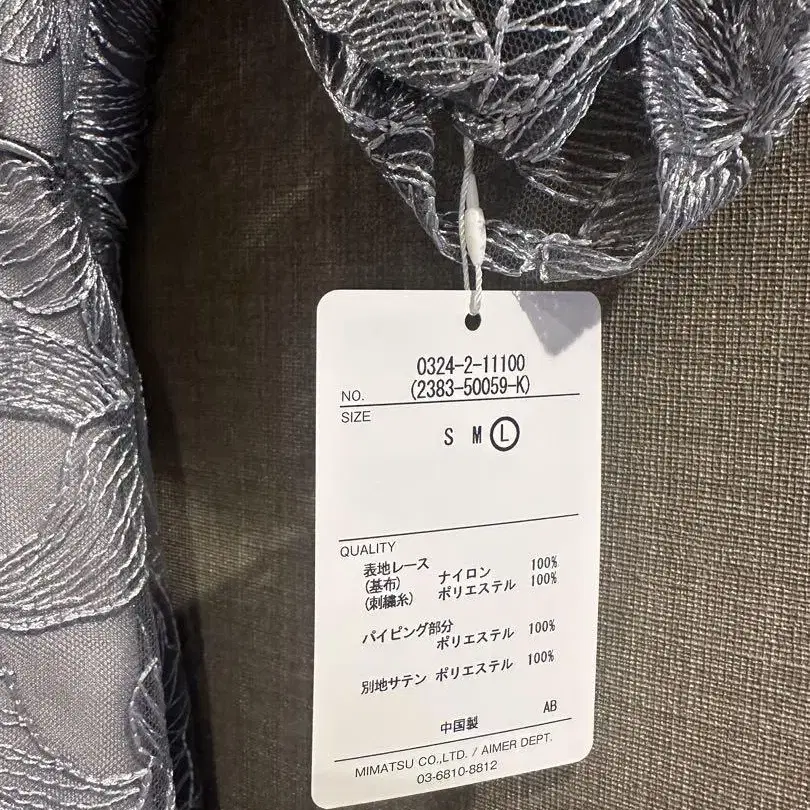 0324-2-11100
NO. (2383-50059-K)
SIZE
S M L
QUALITY
表地レース
(基布) ナイロン 100%
(刺繍糸) ポリエステル 100%
パイピング部分
ポリエステル 100%
別地サテン ポリエステル 100%
中国製 AB
MIMATSU CO.,LTD. / AIMER DEPT.
03-6810-8812